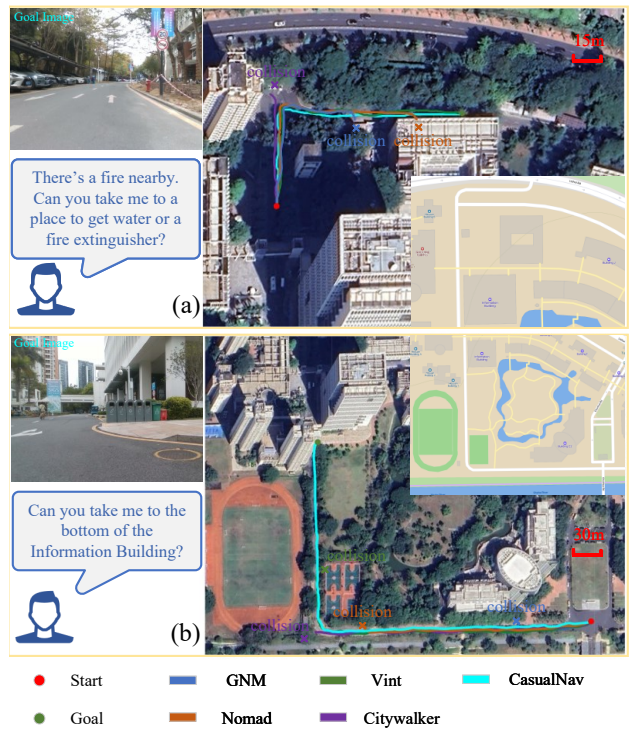 Goal Image
There's a fire nearby.
Can you take me to a
place to get water or a
fire extinguisher?
(a)
collision
collision
collision
15m
Goal Image
Can you take me to the
bottom of the
Information Building?
(b)
collision
collision
collision
collision
30m
Start
GNM
Vint
CasualNav
Goal
Nomad
Citywalker